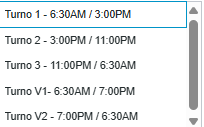 Turno 1 - 6:30AM / 3:00PM
Turno 2 - 3:00PM / 11:00PM
Turno 3 - 11:00PM / 6:30AM
Turno V1- 6:30AM / 7:00PM
Turno V2 - 7:00PM / 6:30AM